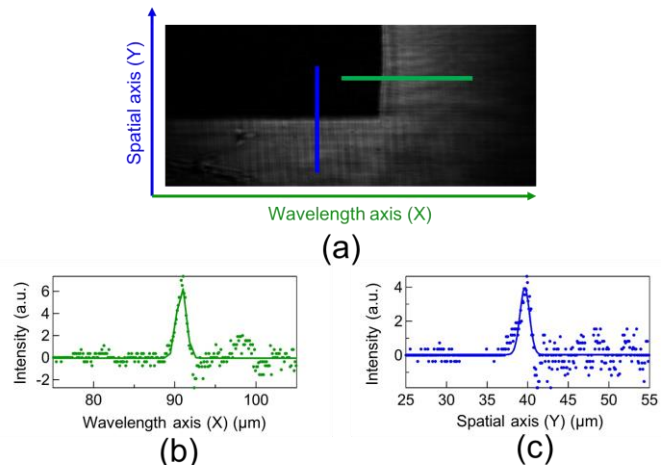 Spatial axis (Y)
Wavelength axis (X)
(a)
Intensity (a.u.)
6
4
2
0
-2
80
90
100
Wavelength axis (X) (µm)
(b)
Intensity (a.u.)
4
2
0
25
30
35
40
45
50
55
Spatial axis (Y) (µm)
(c)